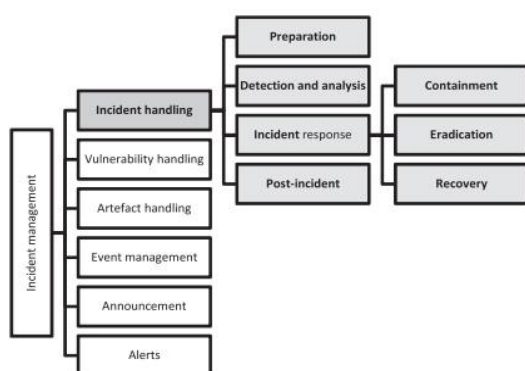 Preparation
Detection and analysis
Containment
Incident handling
Incident response
Eradication
Vulnerability handling
Post-incident
Recovery
Artefact handling
Incident management
Event management
Announcement
Alerts